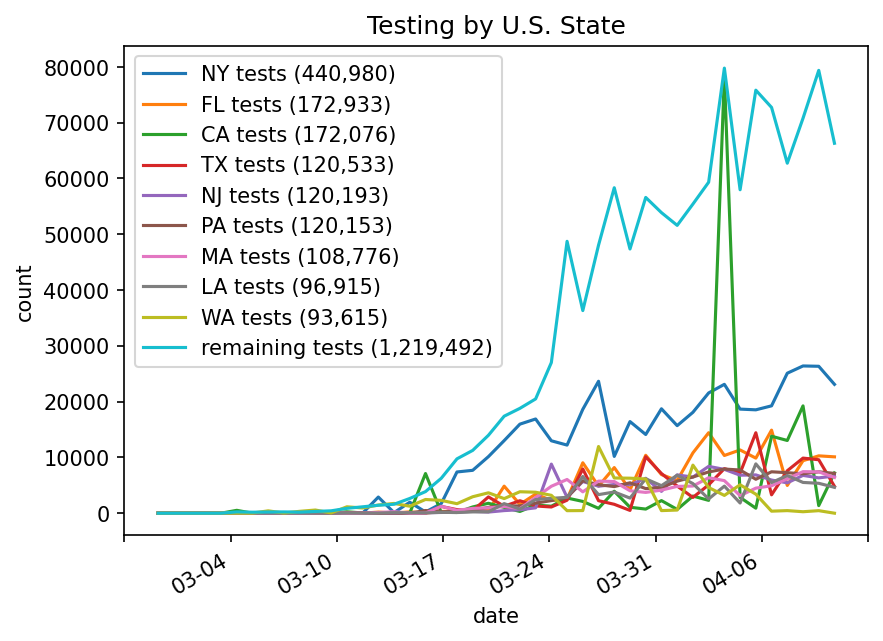 Testing by U.S. State
80000
70000
60000
50000
40000
30000
20000
10000
0
count
NY tests (440,980)
FL tests (172,933)
CA tests (172,076)
TX tests (120,533)
NJ tests (120,193)
PA tests (120,153)
MA tests (108,776)
LA tests (96,915)
WA tests (93,615)
remaining tests (1,219,492)
03-04
03-10
03-17
03-24
03-31
04-06
date